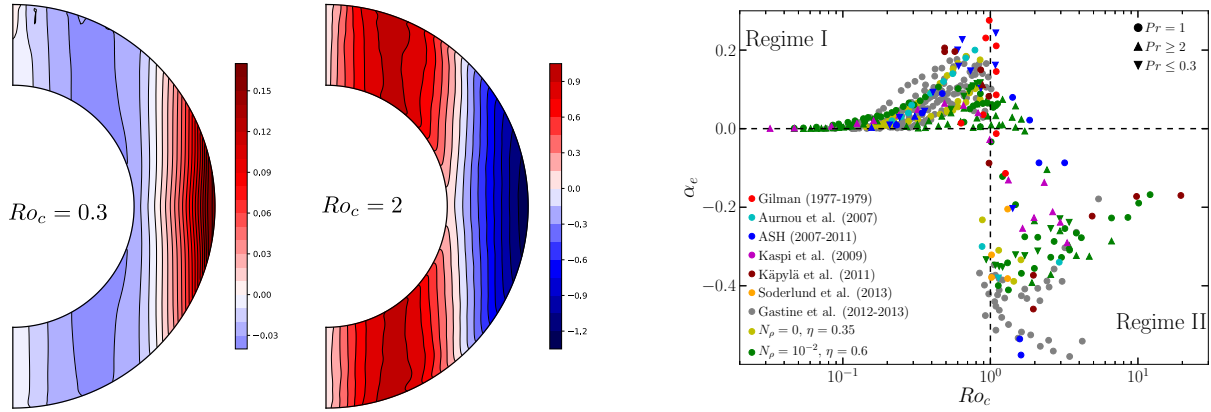 Ro_c = 0.3
0.15
0.12
0.09
0.06
0.03
0.00
−0.03
Ro_c = 2
0.9
0.6
0.3
0.0
−0.3
−0.6
−0.9
−1.2
Regime I
Pr = 1
Pr ≥ 2
Pr ≤ 0.3
0.2
0.0
−0.2
−0.4
α_e
Gilman (1977-1979)
Aurnou et al. (2007)
ASH (2007-2011)
Kaspi et al. (2009)
Käpylä et al. (2011)
Soderlund et al. (2013)
Gastine et al. (2012-2013)
N_ρ = 0, η = 0.35
N_ρ = 10^−2, η = 0.6
Regime II
10^−1
10^0
10^1
Ro_c